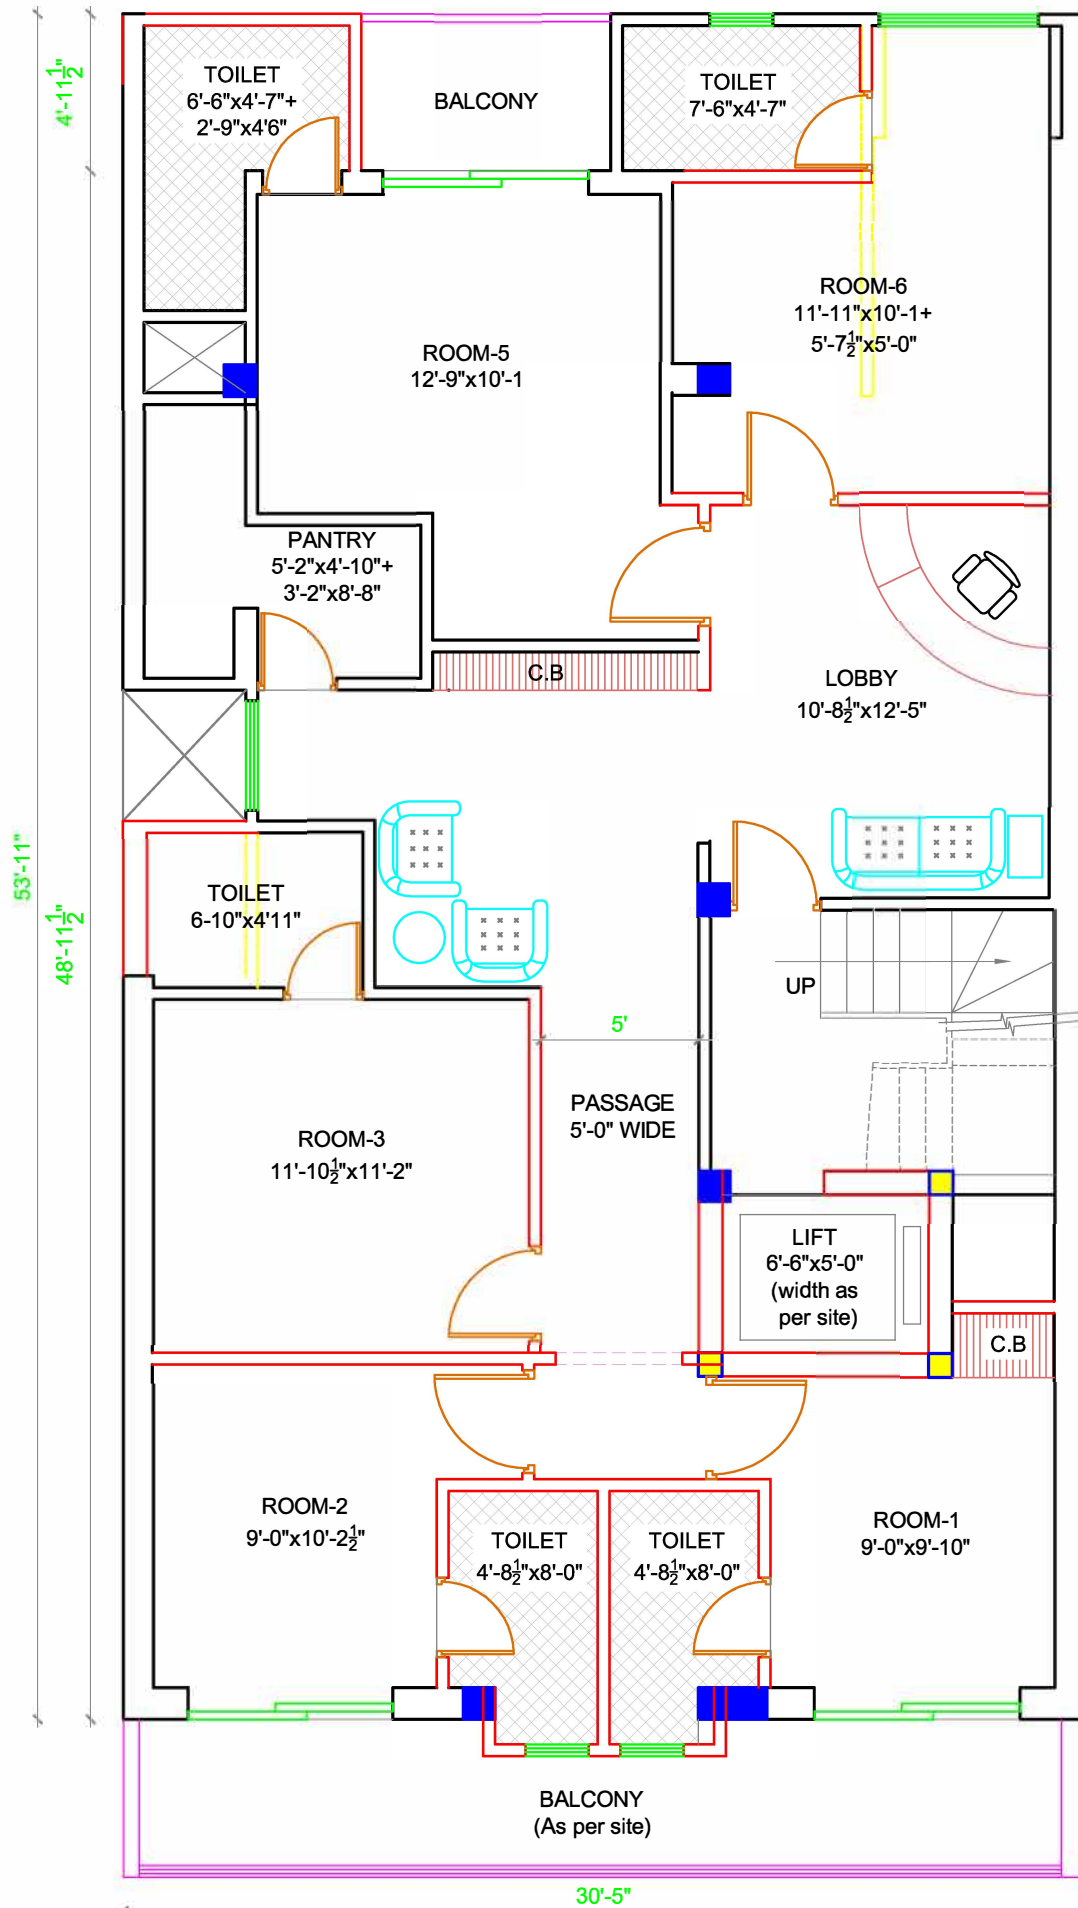 4'-11½"
TOILET
6'-6"x4'-7"+
2'-9"x4'6"
BALCONY
TOILET
7'-6"x4'-7"
ROOM-6
11'-11"x10'-1+
5'-7½"x5'-0"
ROOM-5
12'-9"x10'-1
PANTRY
5'-2"x4'-10"+
3'-2"x8'-8"
C.B
LOBBY
10'-8½"x12'-5"
53'-11"
48'-11½"
TOILET
6-10"x4'11"
UP
5'
PASSAGE
5'-0" WIDE
ROOM-3
11'-10½"x11'-2"
LIFT
6'-6"x5'-0"
(width as
per site)
C.B
ROOM-2
9'-0"x10'-2½"
TOILET
4'-8½"x8'-0"
TOILET
4'-8½"x8'-0"
ROOM-1
9'-0"x9'-10"
BALCONY
(As per site)
30'-5"